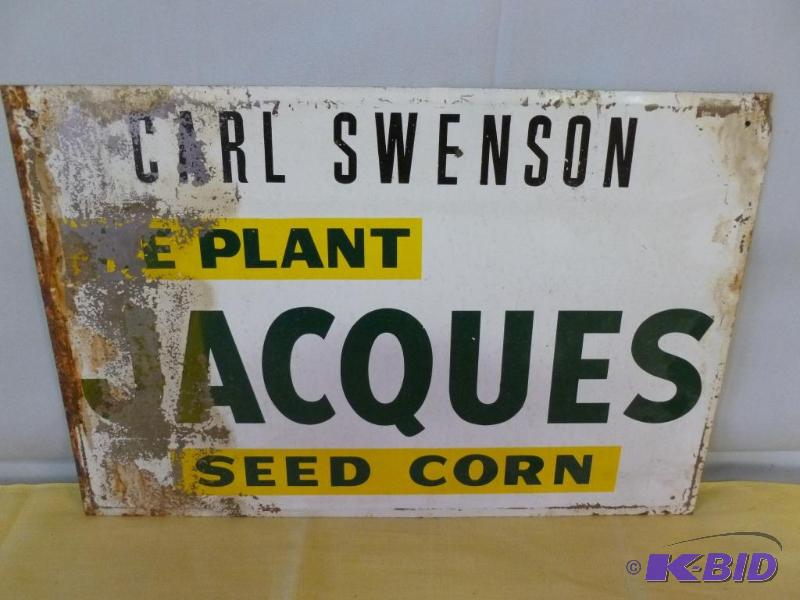 CARL SWENSON
E PLANT
JACQUES
SEED CORN
© K-BID